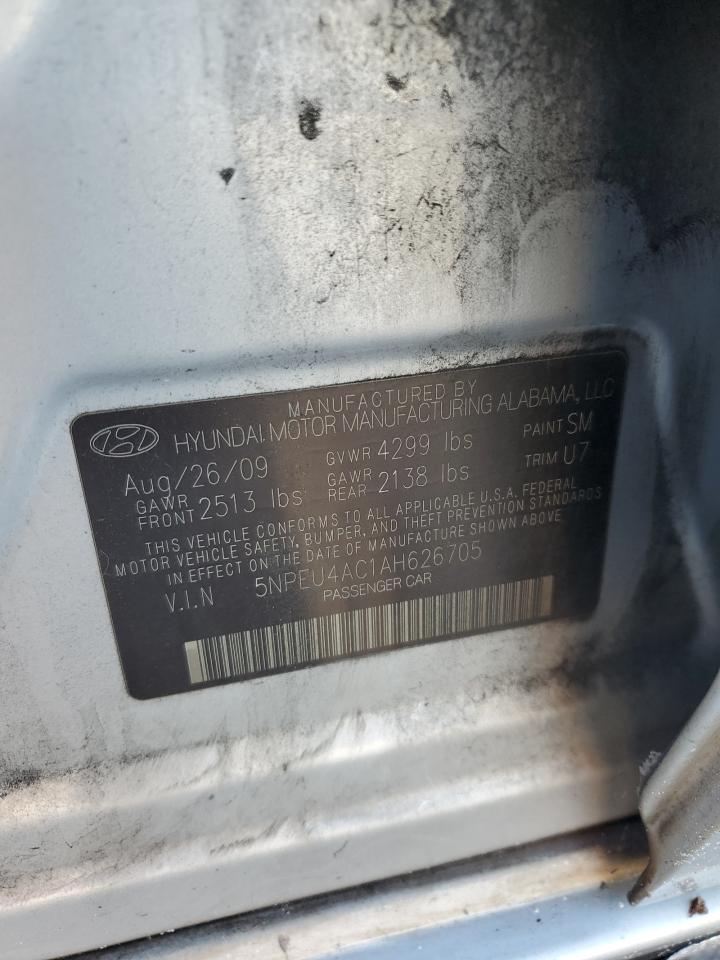 MANUFACTURED BY
HYUNDAI MOTOR MANUFACTURING ALABAMA, LLC
Aug/26/09 GVWR 4299 lbs PAINT SM
GAWR FRONT 2513 lbs GAWR REAR 2138 lbs TRIM U7
THIS VEHICLE CONFORMS TO ALL APPLICABLE U.S.A. FEDERAL
MOTOR VEHICLE SAFETY, BUMPER, AND THEFT PREVENTION STANDARDS
IN EFFECT ON THE DATE OF MANUFACTURE SHOWN ABOVE
V.I.N 5NPEU4AC1AH626705
PASSENGER CAR